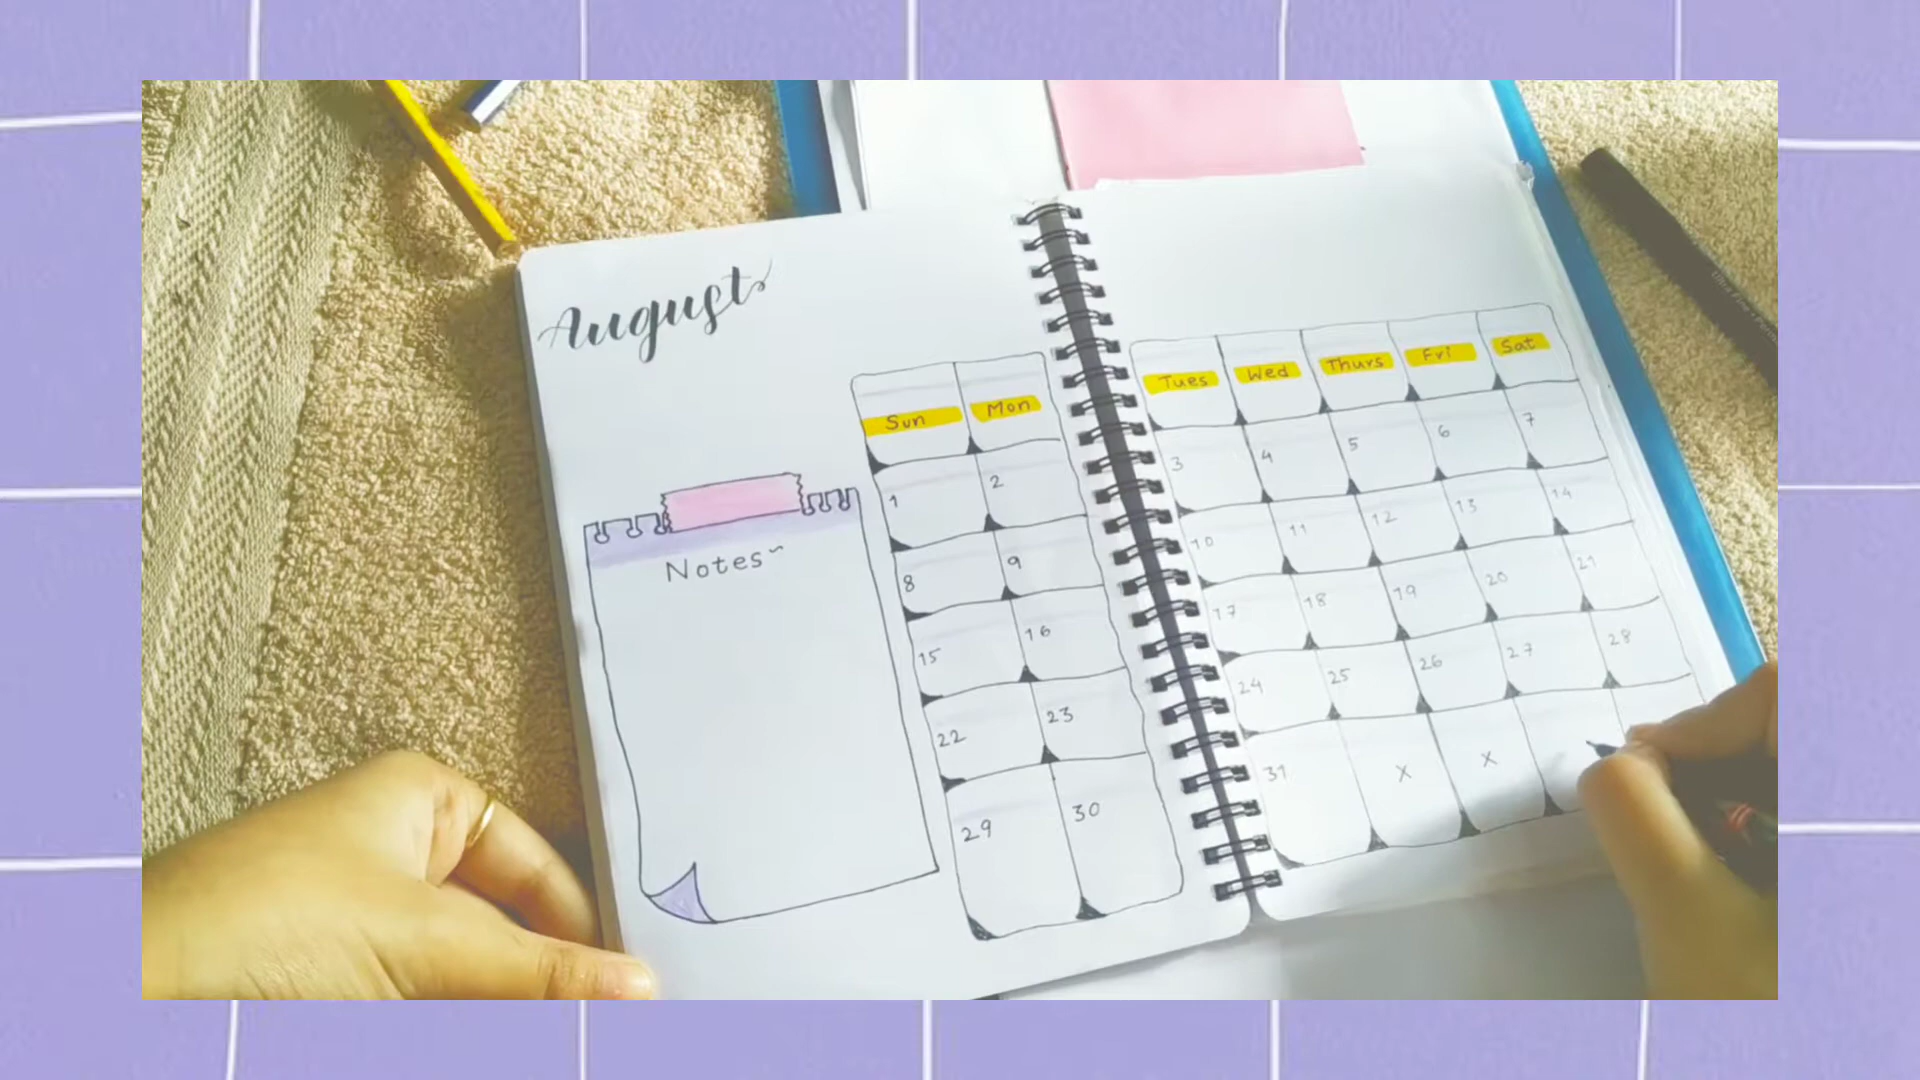 August
Sun Mon Tues Wed Thurs Fri Sat
1 2 3 4 5 6 7
8 9 10 11 12 13 14
15 16 17 18 19 20 21
22 23 24 25 26 27 28
29 30 31 X X
Notes~